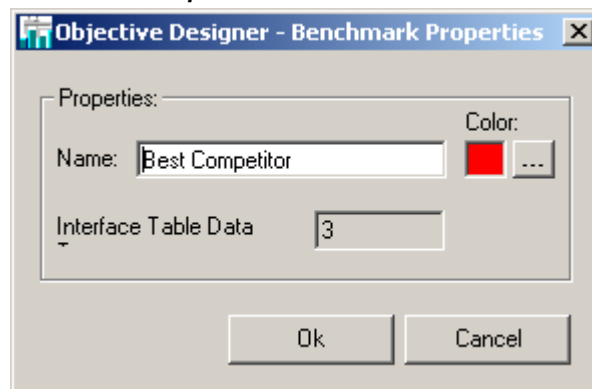 Objective Designer - Benchmark Properties
Properties:
Color:
Name: Best Competitor
...
Interface Table Data 3
Ok Cancel